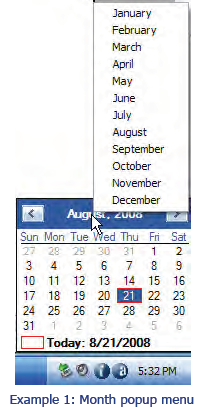 January
February
March
April
May
June
July
August
September
October
November
December
August, 2008
Sun Mon Tue Wed Thu Fri Sat
27 28 29 30 31 1 2
3 4 5 6 7 8 9
10 11 12 13 14 15 16
17 18 19 20 21 22 23
24 25 26 27 28 29 30
31 1 2 3 4 5 6
Today: 8/21/2008
5:32 PM
Example 1: Month popup menu